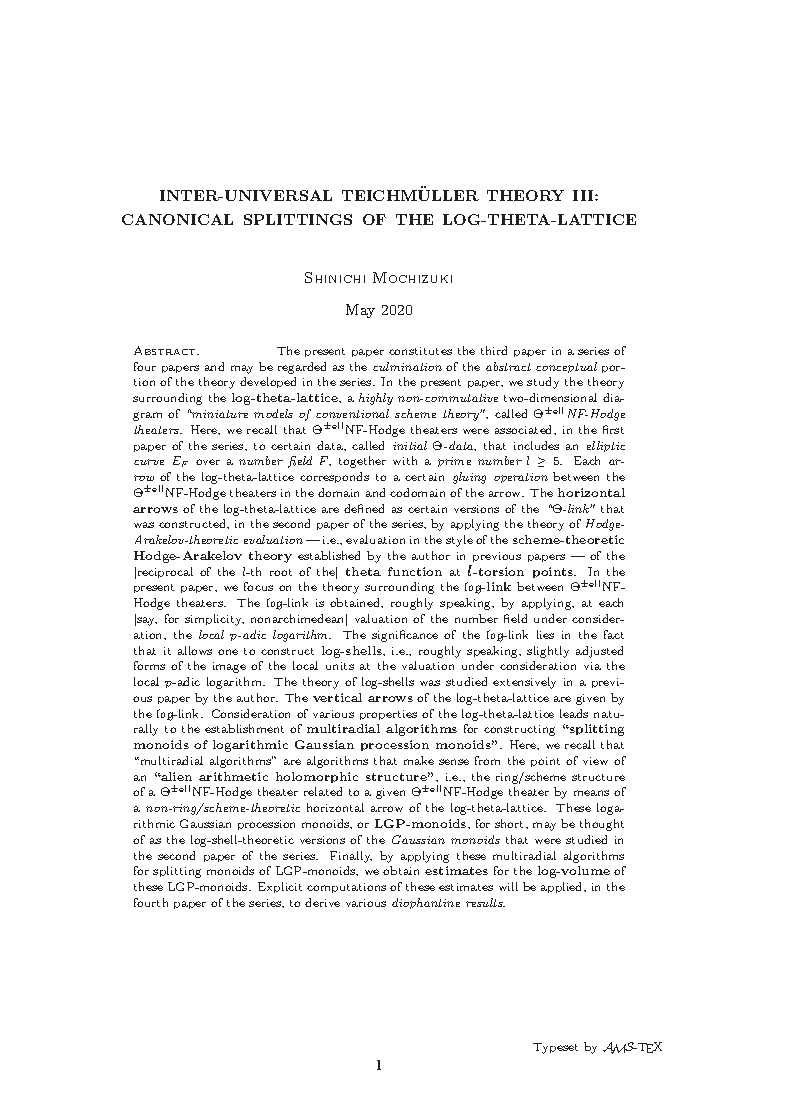 INTER-UNIVERSAL TEICHMÜLLER THEORY III:
CANONICAL SPLITTINGS OF THE LOG-THETA-LATTICE
Shinichi Mochizuki
May 2020
Abstract. The present paper constitutes the third paper in a series of
four papers and may be regarded as the culmination of the abstract conceptual por-
tion of the theory developed in the series. In the present paper, we study the theory
surrounding the log-theta-lattice, a highly non-commutative two-dimensional dia-
gram of “miniature models of conventional scheme theory”, called Θ±ellNF-Hodge
theaters. Here, we recall that Θ±ellNF-Hodge theaters were associated, in the first
paper of the series, to certain data, called initial Θ-data, that includes an elliptic
curve E_F over a number field F, together with a prime number l ≥ 5. Each ar-
row of the log-theta-lattice corresponds to a certain gluing operation between the
Θ±ellNF-Hodge theaters in the domain and codomain of the arrow. The horizontal
arrows of the log-theta-lattice are defined as certain versions of the “Θ-link” that
was constructed, in the second paper of the series, by applying the theory of Hodge-
Arakelov-theoretic evaluation — i.e., evaluation in the style of the scheme-theoretic
Hodge-Arakelov theory established by the author in previous papers — of the
[reciprocal of the l-th root of the] theta function at l-torsion points. In the
present paper, we focus on the theory surrounding the log-link between Θ±ellNF-
Hodge theaters. The log-link is obtained, roughly speaking, by applying, at each
[say, for simplicity, nonarchimedean] valuation of the number field under consider-
ation, the local p-adic logarithm. The significance of the log-link lies in the fact
that it allows one to construct log-shells, i.e., roughly speaking, slightly adjusted
forms of the image of the local units at the valuation under consideration via the
local p-adic logarithm. The theory of log-shells was studied extensively in a previ-
ous paper by the author. The vertical arrows of the log-theta-lattice are given by
the log-link. Consideration of various properties of the log-theta-lattice leads natu-
rally to the establishment of multiradial algorithms for constructing “splitting
monoids of logarithmic Gaussian procession monoids”. Here, we recall that
“multiradial algorithms” are algorithms that make sense from the point of view of
an “alien arithmetic holomorphic structure”, i.e., the ring/scheme structure
of a Θ±ellNF-Hodge theater related to a given Θ±ellNF-Hodge theater by means of
a non-ring/scheme-theoretic horizontal arrow of the log-theta-lattice. These loga-
rithmic Gaussian procession monoids, or LGP-monoids, for short, may be thought
of as the log-shell-theoretic versions of the Gaussian monoids that were studied in
the second paper of the series. Finally, by applying these multiradial algorithms
for splitting monoids of LGP-monoids, we obtain estimates for the log-volume of
these LGP-monoids. Explicit computations of these estimates will be applied, in the
fourth paper of the series, to derive various diophantine results.
Typeset by AMS-TEX
1